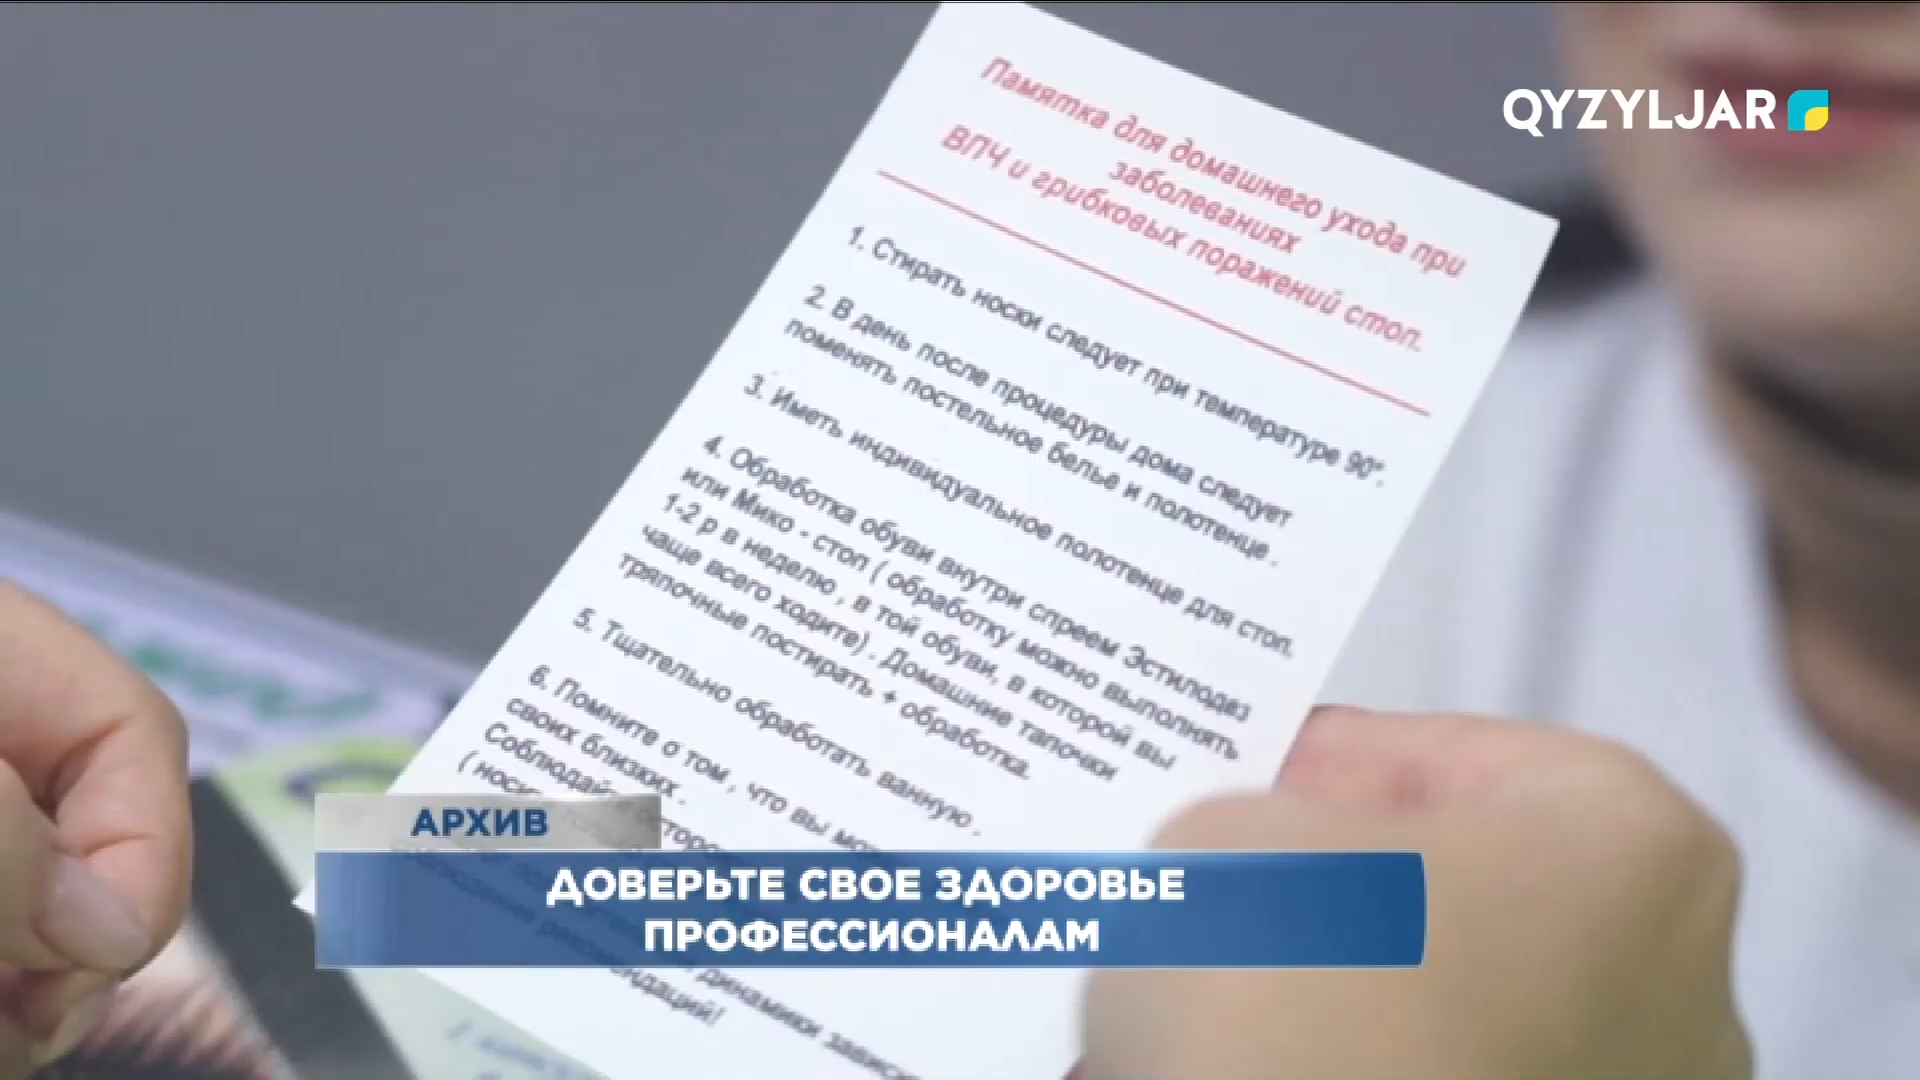 QYZYLJAR
Памятка для домашнего ухода при
заболеваниях
ВПЧ и грибковых поражений стоп.
1. Стирать носки следует при температуре 90°.
2. В день после процедуры дома следует
поменять постельное белье и полотенце .
3. Иметь индивидуальное полотенце для стоп.
4. Обработка обуви внутри спреем Эстилодез
или Мико - стоп ( обработку можно выполнять
1-2 р в неделю , в той обуви, в которой вы
чаще всего ходите) . Домашние тапочки
тряпочные постирать + обработка.
5. Тщательно обработать ванную .
6. Помните о том , что вы
своих близких .
динамики
АРХИВ
ДОВЕРЬТЕ СВОЕ ЗДОРОВЬЕ
ПРОФЕССИОНАЛАМ